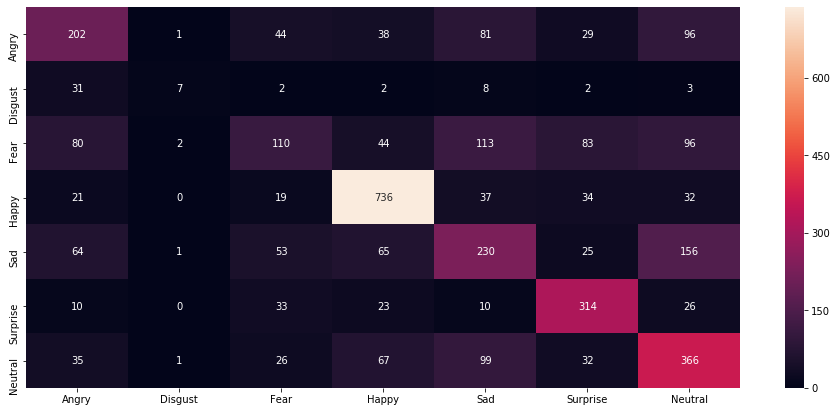 Angry 202 1 44 38 81 29 96
Disgust 31 7 2 2 8 2 3
Fear 80 2 110 44 113 83 96
Happy 21 0 19 736 37 34 32
Sad 64 1 53 65 230 25 156
Surprise 10 0 33 23 10 314 26
Neutral 35 1 26 67 99 32 366
Angry Disgust Fear Happy Sad Surprise Neutral
600
450
300
150
0